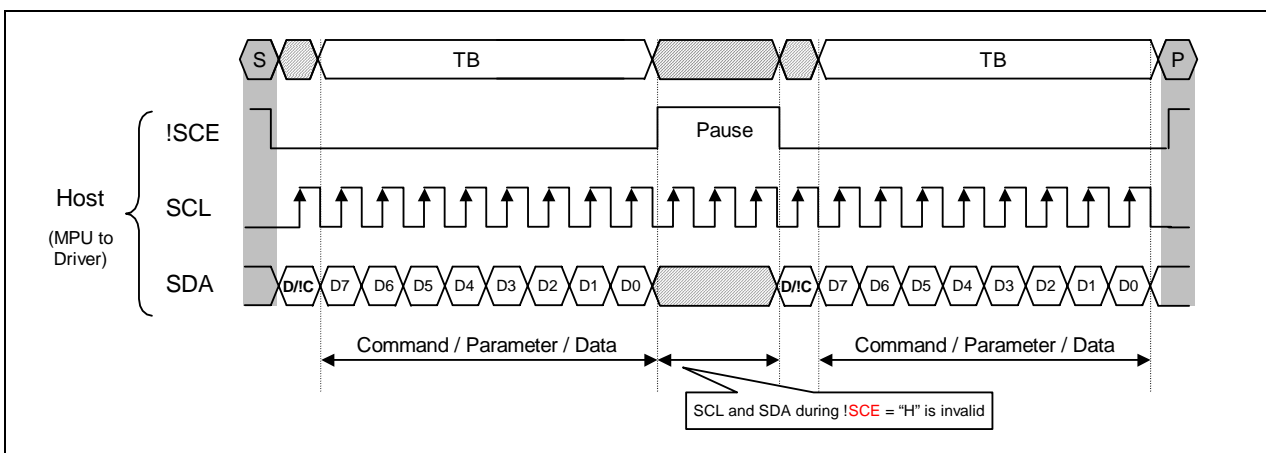 S TB TB P
!SCE Pause
Host
(MPU to
Driver)
SCL
SDA D/!C D7 D6 D5 D4 D3 D2 D1 D0 D/!C D7 D6 D5 D4 D3 D2 D1 D0
Command / Parameter / Data Command / Parameter / Data
SCL and SDA during !SCE = “H” is invalid